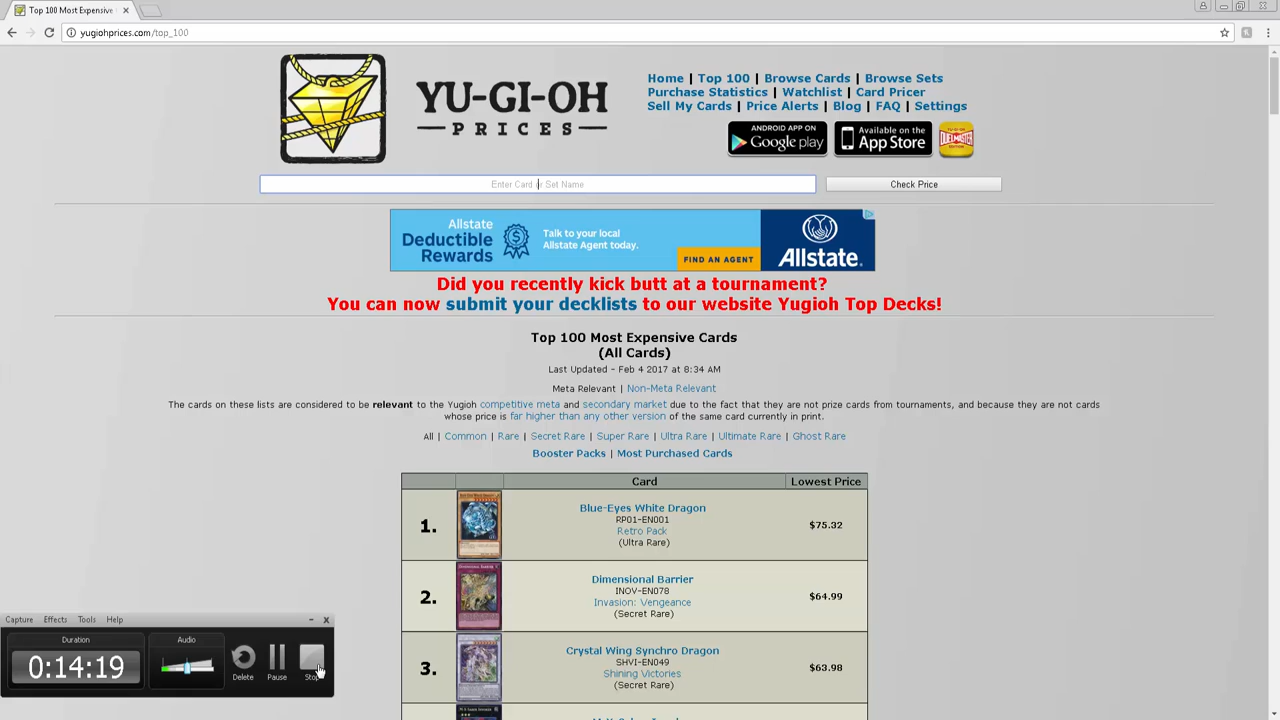 Top 100 Most Expensive
yugiohprices.com/top_100
YU-GI-OH
PRICES
Home | Top 100 | Browse Cards | Browse Sets
Purchase Statistics | Watchlist | Card Pricer
Sell My Cards | Price Alerts | Blog | FAQ | Settings
ANDROID APP ON
Google play
Available on the
App Store
YU-GI-OH
DUELMASTER
Enter Card or Set Name
Check Price
Allstate
Deductible
Rewards
Talk to your local
Allstate Agent today.
FIND AN AGENT
Allstate.
Did you recently kick butt at a tournament?
You can now submit your decklists to our website Yugioh Top Decks!
Top 100 Most Expensive Cards
(All Cards)
Last Updated - Feb 4 2017 at 8:34 AM
Meta Relevant | Non-Meta Relevant
The cards on these lists are considered to be relevant to the Yugioh competitive meta and secondary market due to the fact that they are not prize cards from tournaments, and because they are not cards
whose price is far higher than any other version of the same card currently in print.
All | Common | Rare | Secret Rare | Super Rare | Ultra Rare | Ultimate Rare | Ghost Rare
Booster Packs | Most Purchased Cards
Card Lowest Price
1.
Blue-Eyes White Dragon
RP01-EN001
Retro Pack
(Ultra Rare)
$75.32
2.
Dimensional Barrier
INOV-EN078
Invasion: Vengeance
(Secret Rare)
$64.99
3.
Crystal Wing Synchro Dragon
SHVI-EN049
Shining Victories
(Secret Rare)
$63.98
Capture Effects Tools Help
Duration
0:14:19
Audio
Delete
Pause
Stop